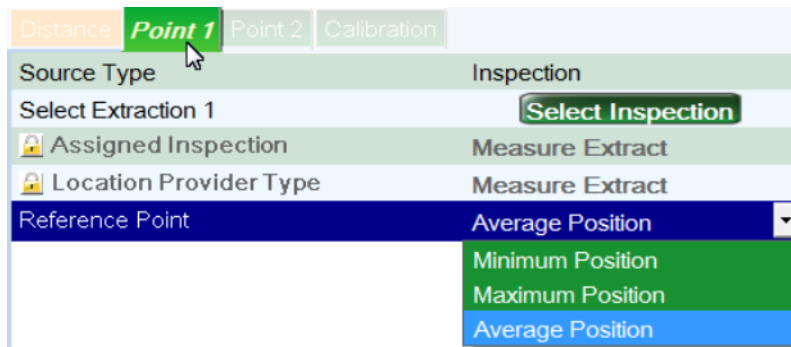 Distance Point 1 Point 2 Calibration
Source Type Inspection
Select Extraction 1 Select Inspection
Assigned Inspection Measure Extract
Location Provider Type Measure Extract
Reference Point Average Position
Minimum Position
Maximum Position
Average Position